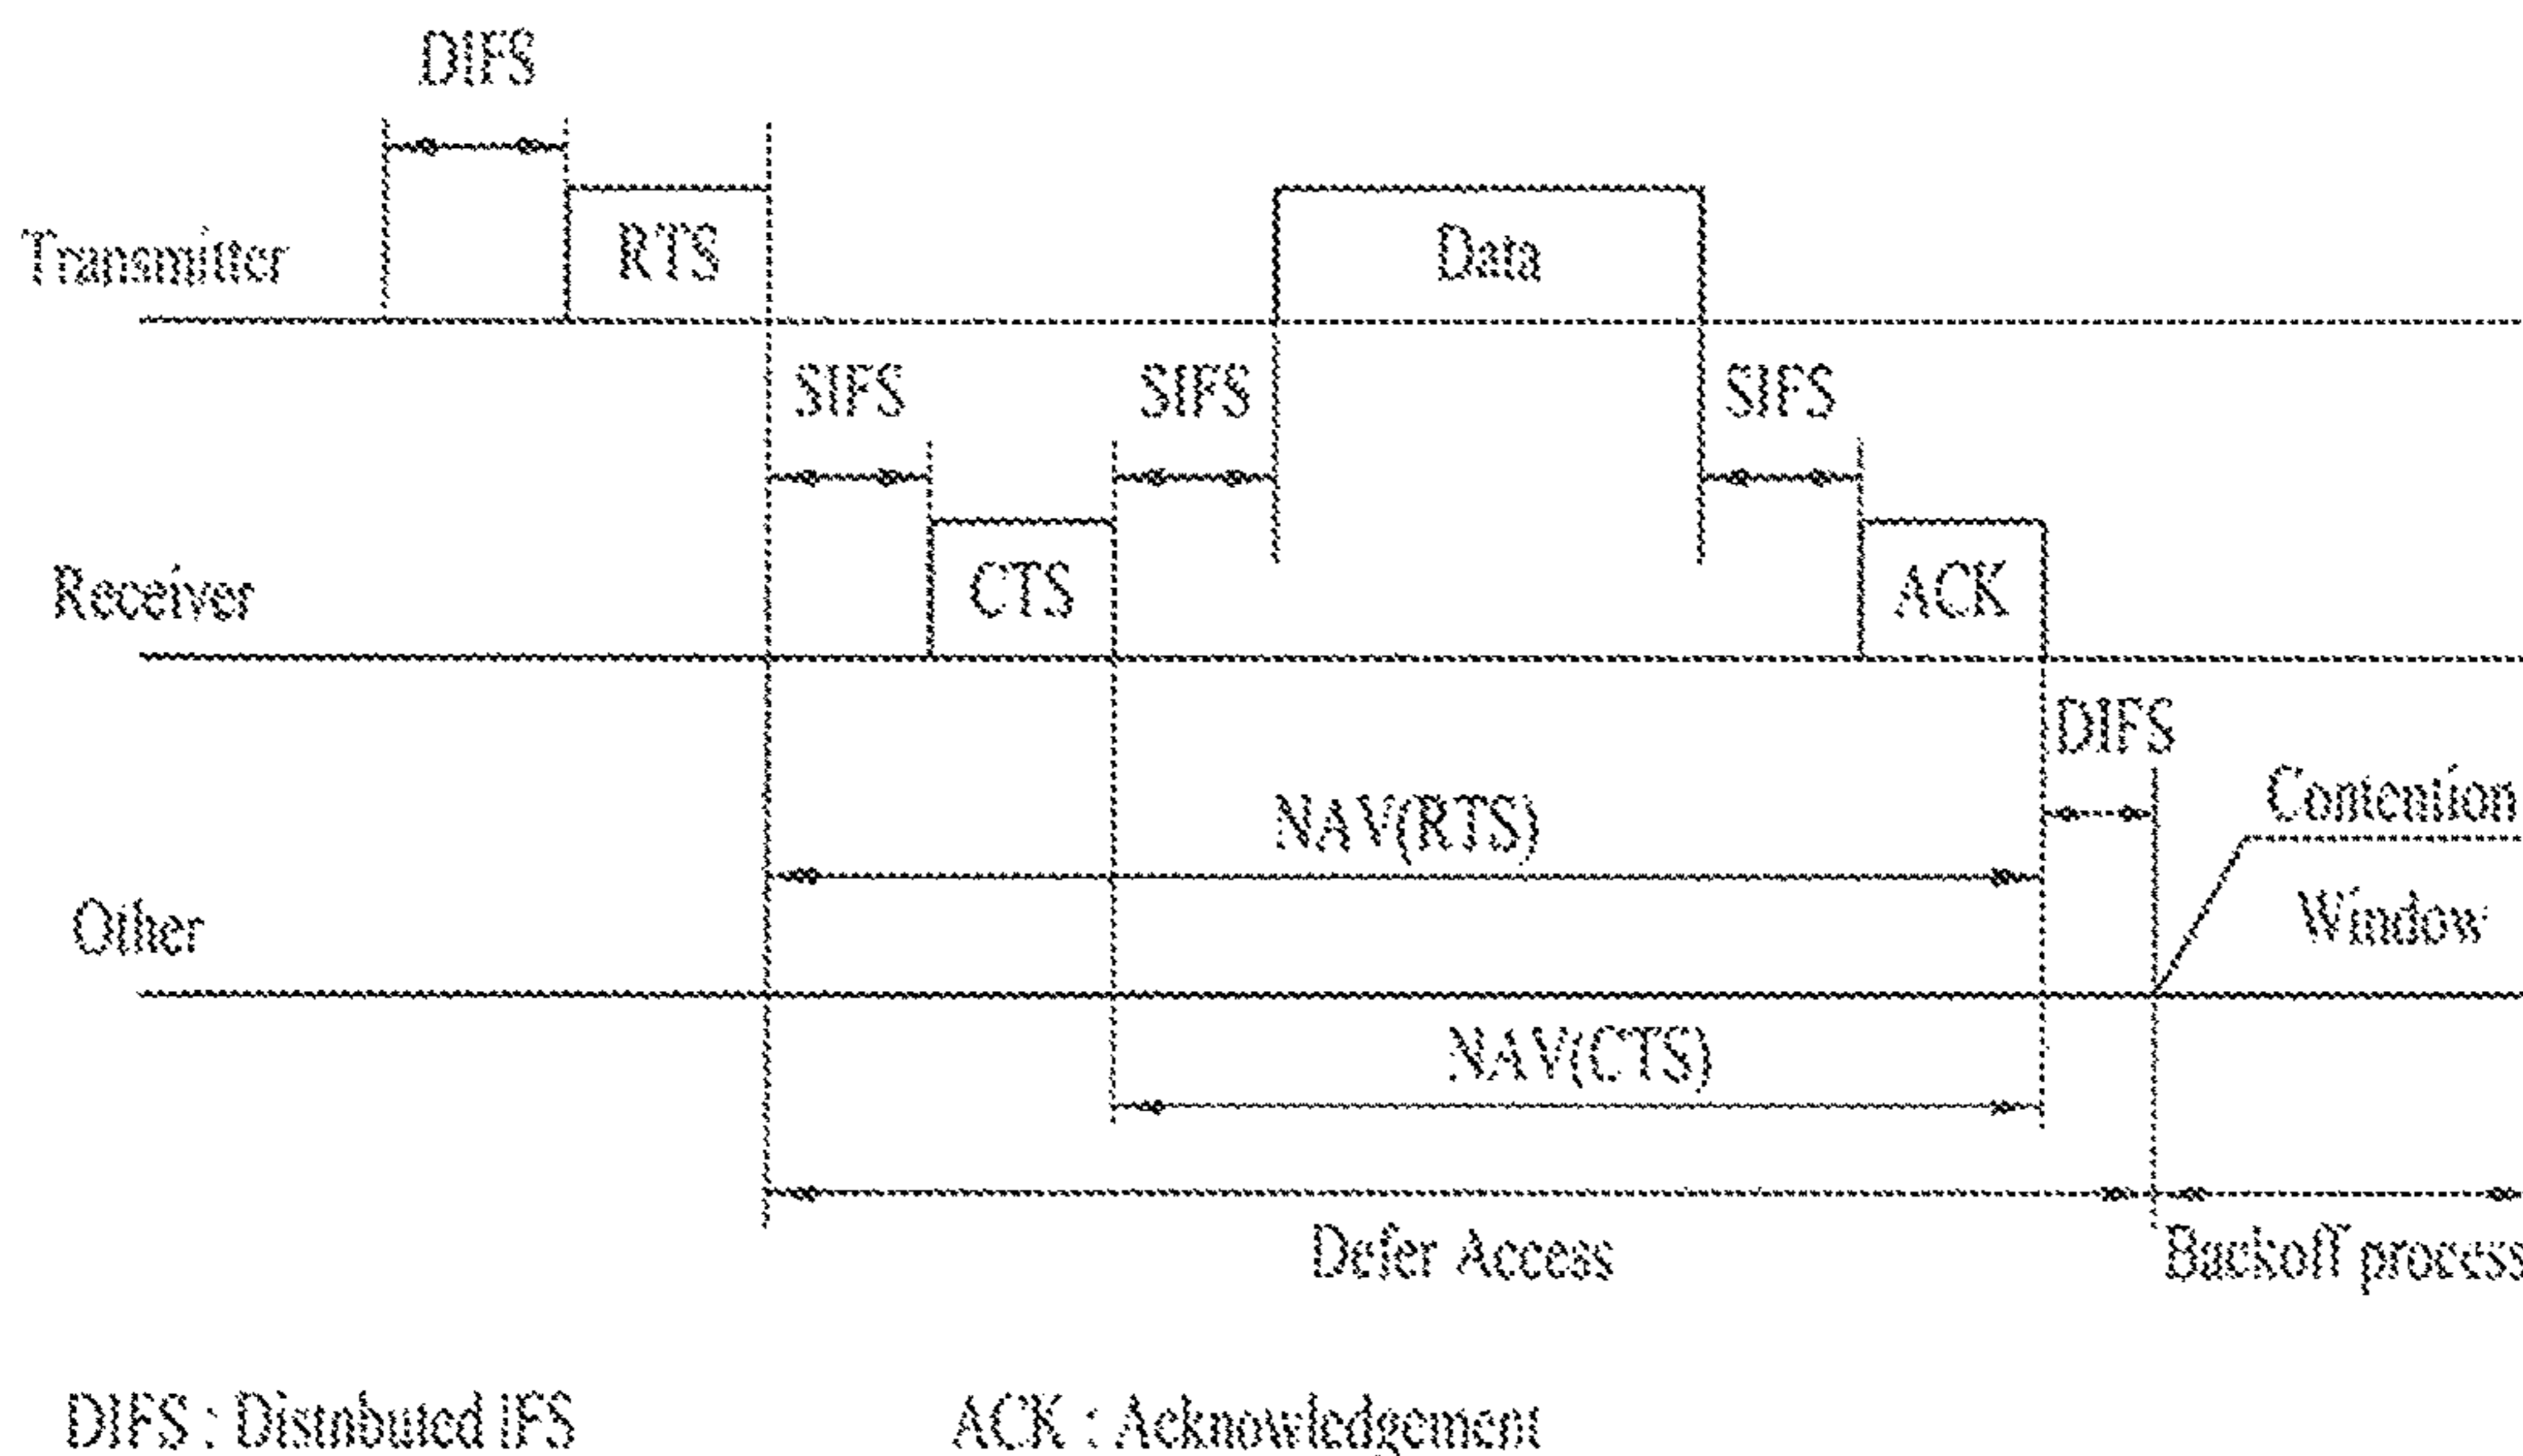 DIFS
Transmitter
RTS
Data
SIFS
SIFS
SIFS
Receiver
CTS
ACK
DIFS
NAV(RTS)
Contention
Window
Other
NAV(CTS)
Defer Access
Backoff process
DIFS : Distributed IFS
ACK : Acknowledgement